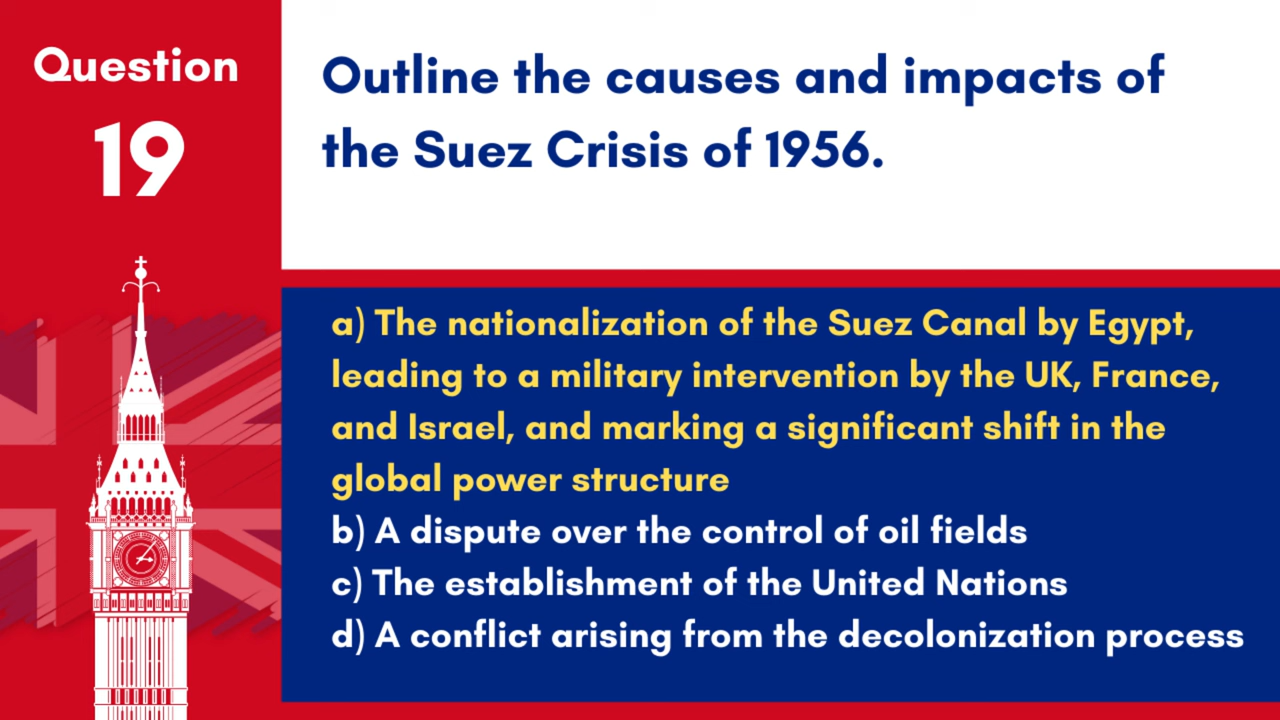 Question
19
Outline the causes and impacts of
the Suez Crisis of 1956.
a) The nationalization of the Suez Canal by Egypt,
leading to a military intervention by the UK, France,
and Israel, and marking a significant shift in the
global power structure
b) A dispute over the control of oil fields
c) The establishment of the United Nations
d) A conflict arising from the decolonization process